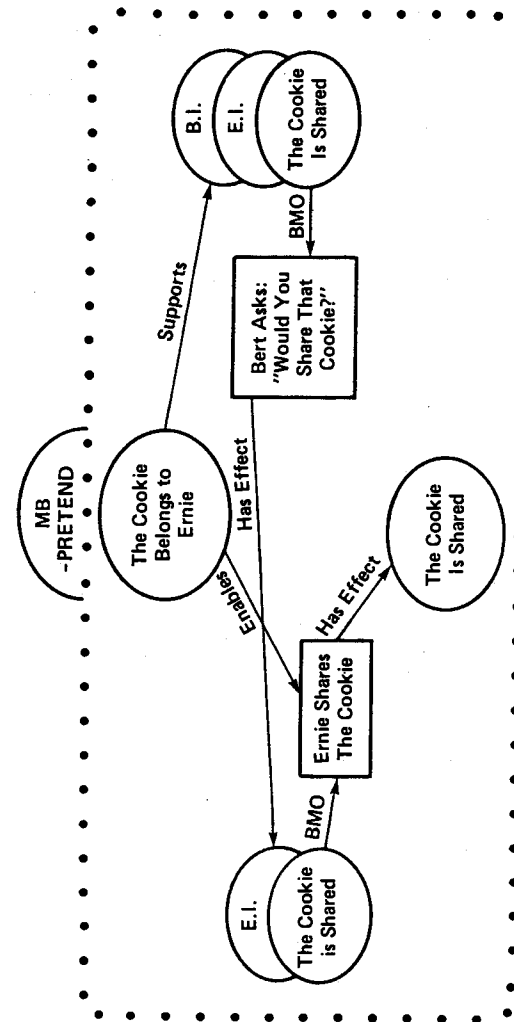 MB
-PRETEND
The Cookie
Belongs to
Ernie
Supports
B.I.
E.I.
The Cookie
Is Shared
BMO
Bert Asks:
"Would You
Share That
Cookie?"
Has Effect
Enables
E.I.
The Cookie
is Shared
BMO
Ernie Shares
The Cookie
Has Effect
The Cookie
Is Shared